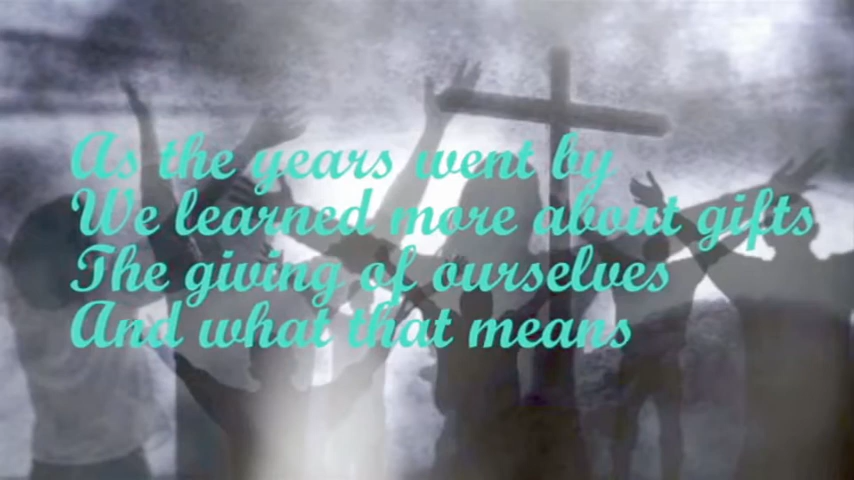 As the years went by
We learned more about gifts
The giving of ourselves
And what that means